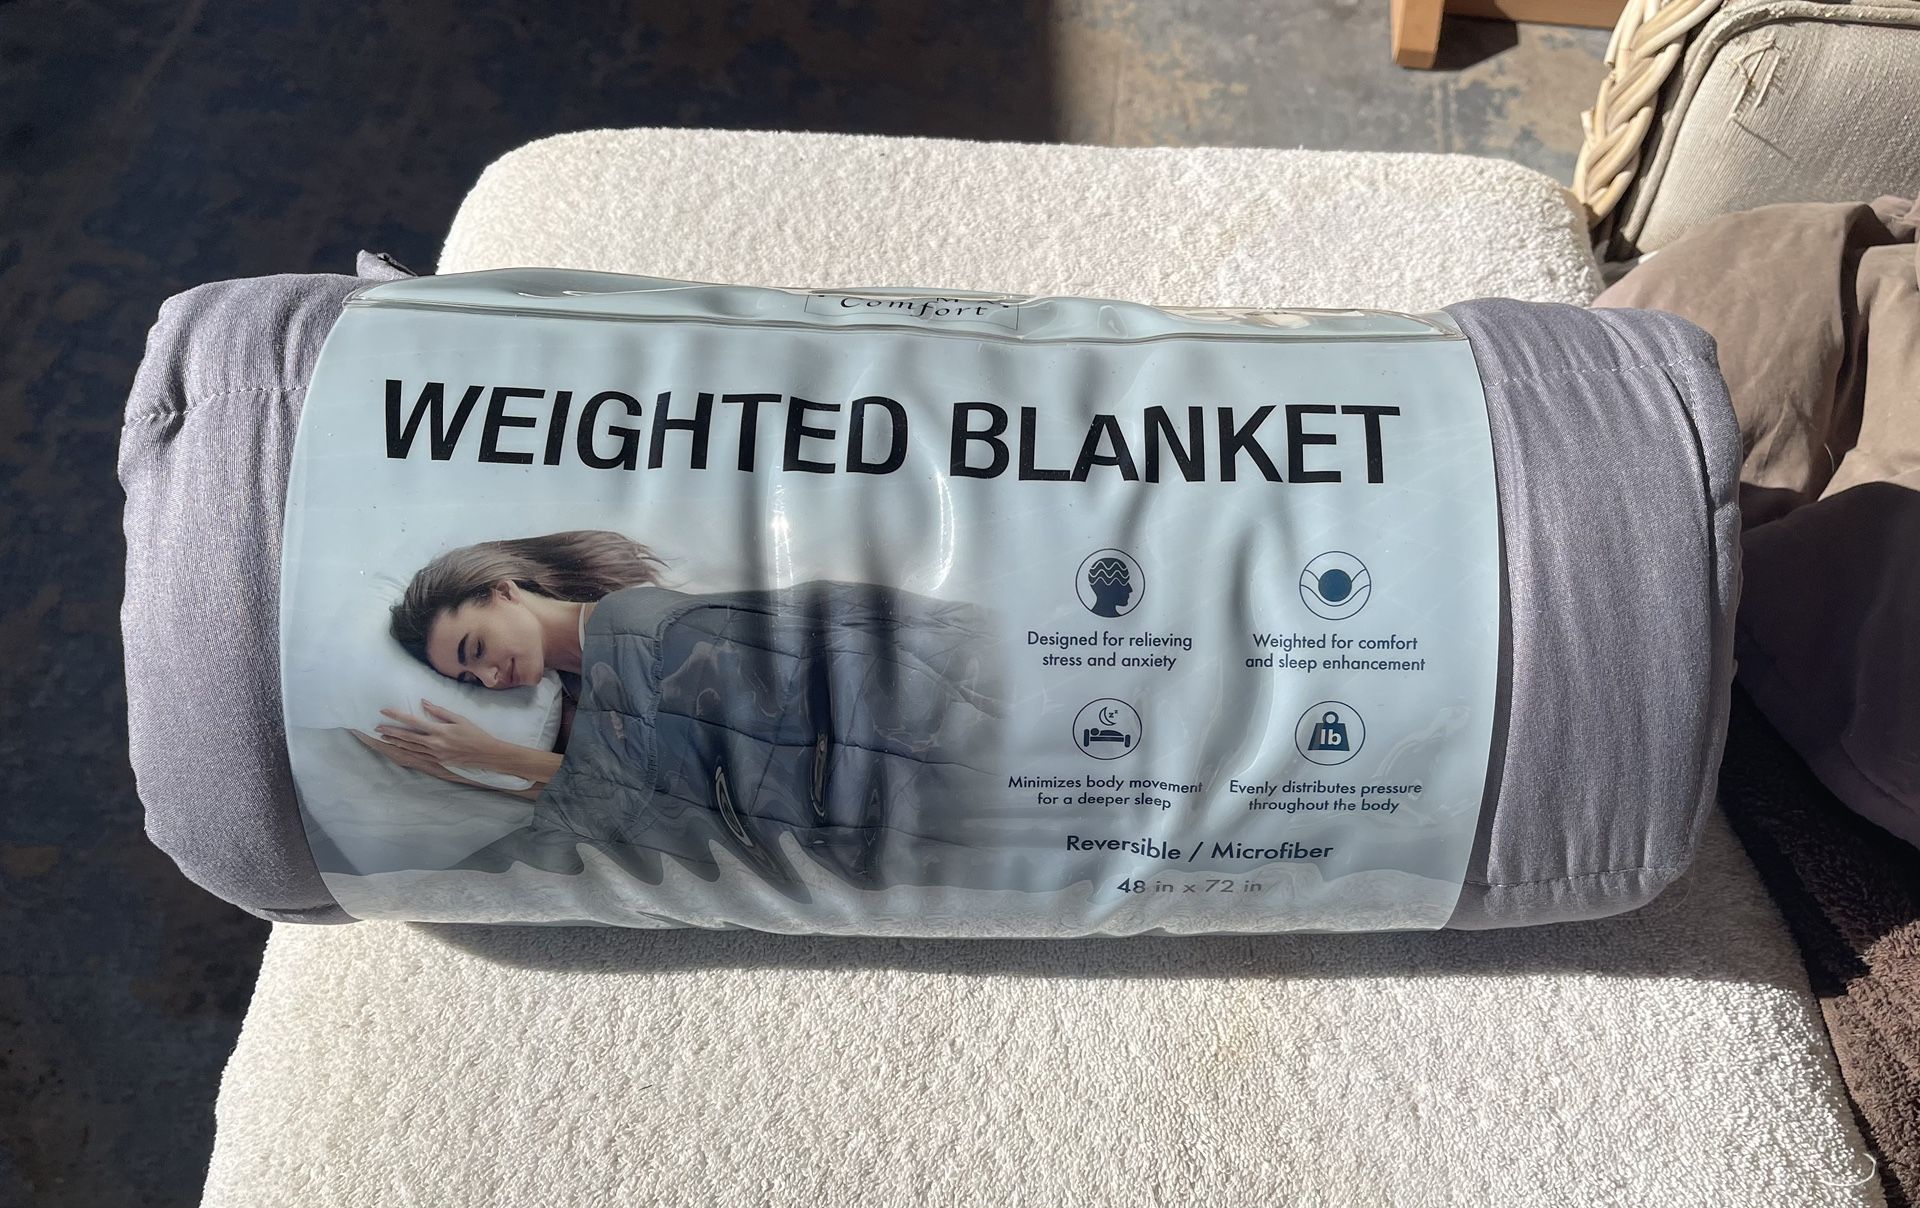 Comfort
WEIGHTED BLANKET
Designed for relieving
stress and anxiety
Weighted for comfort
and sleep enhancement
zz
lb
Minimizes body movement
for a deeper sleep
Evenly distributes pressure
throughout the body
Reversible / Microfiber
48 in x 72 in